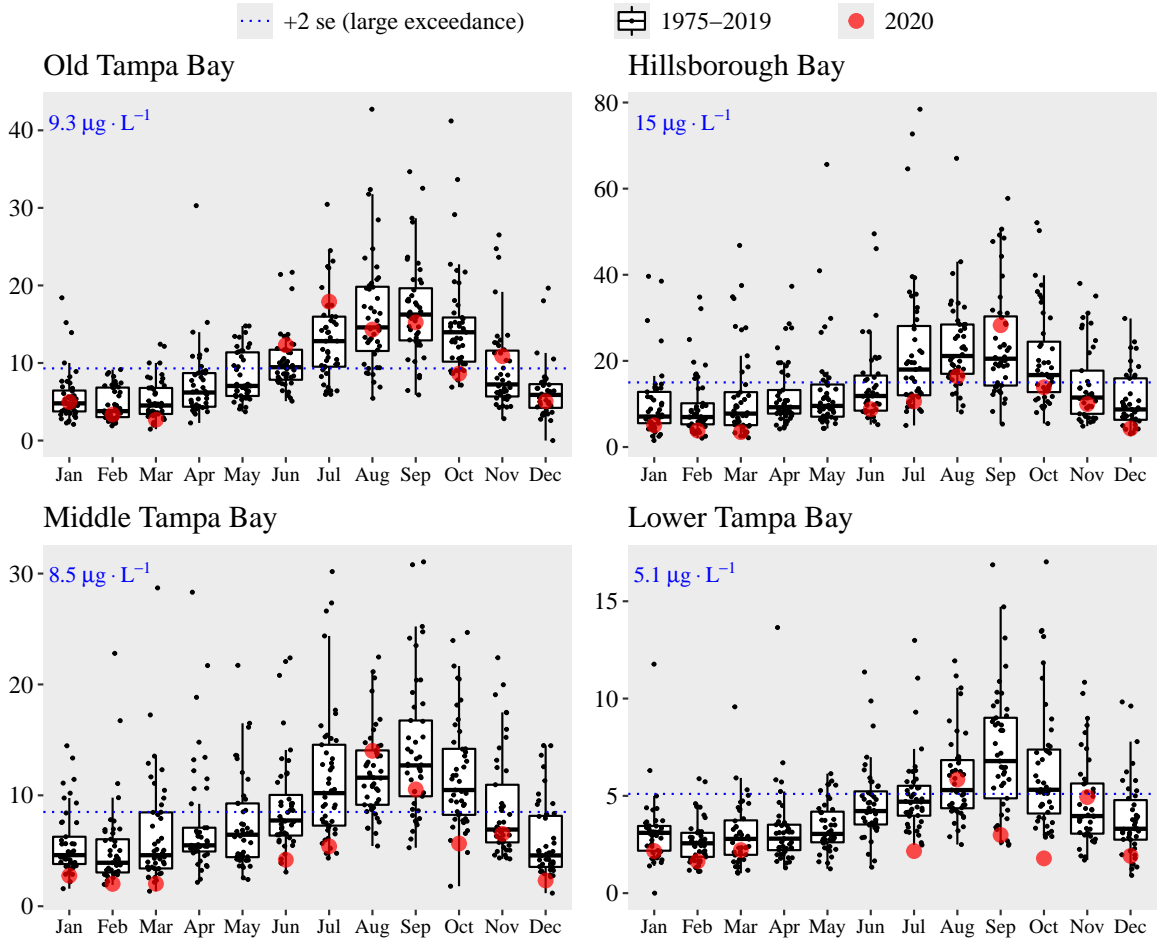 +2 se (large exceedance) 1975−2019 2020
Old Tampa Bay
9.3 μg ⋅ L−1
40
30
20
10
0
Jan Feb Mar Apr May Jun Jul Aug Sep Oct Nov Dec
Hillsborough Bay
15 μg ⋅ L−1
80
60
40
20
0
Jan Feb Mar Apr May Jun Jul Aug Sep Oct Nov Dec
Middle Tampa Bay
8.5 μg ⋅ L−1
30
20
10
0
Jan Feb Mar Apr May Jun Jul Aug Sep Oct Nov Dec
Lower Tampa Bay
5.1 μg ⋅ L−1
15
10
5
0
Jan Feb Mar Apr May Jun Jul Aug Sep Oct Nov Dec